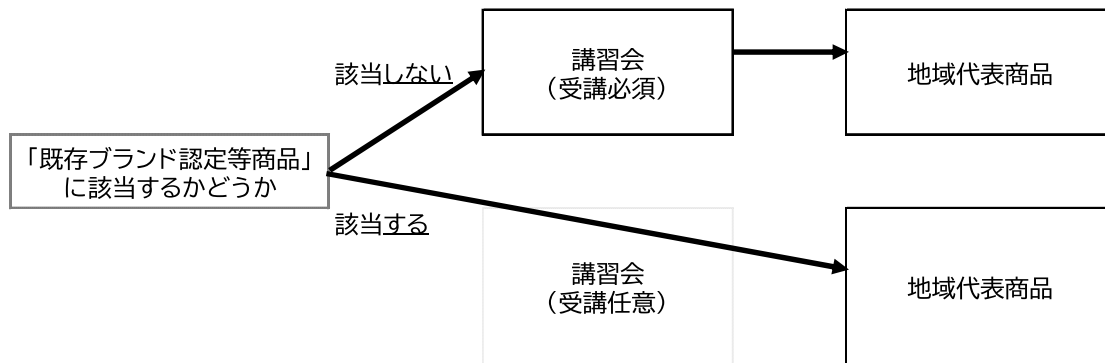 該当しない
講習会
（受講必須）
地域代表商品
「既存ブランド認定等商品」
に該当するかどうか
該当する
講習会
（受講任意）
地域代表商品